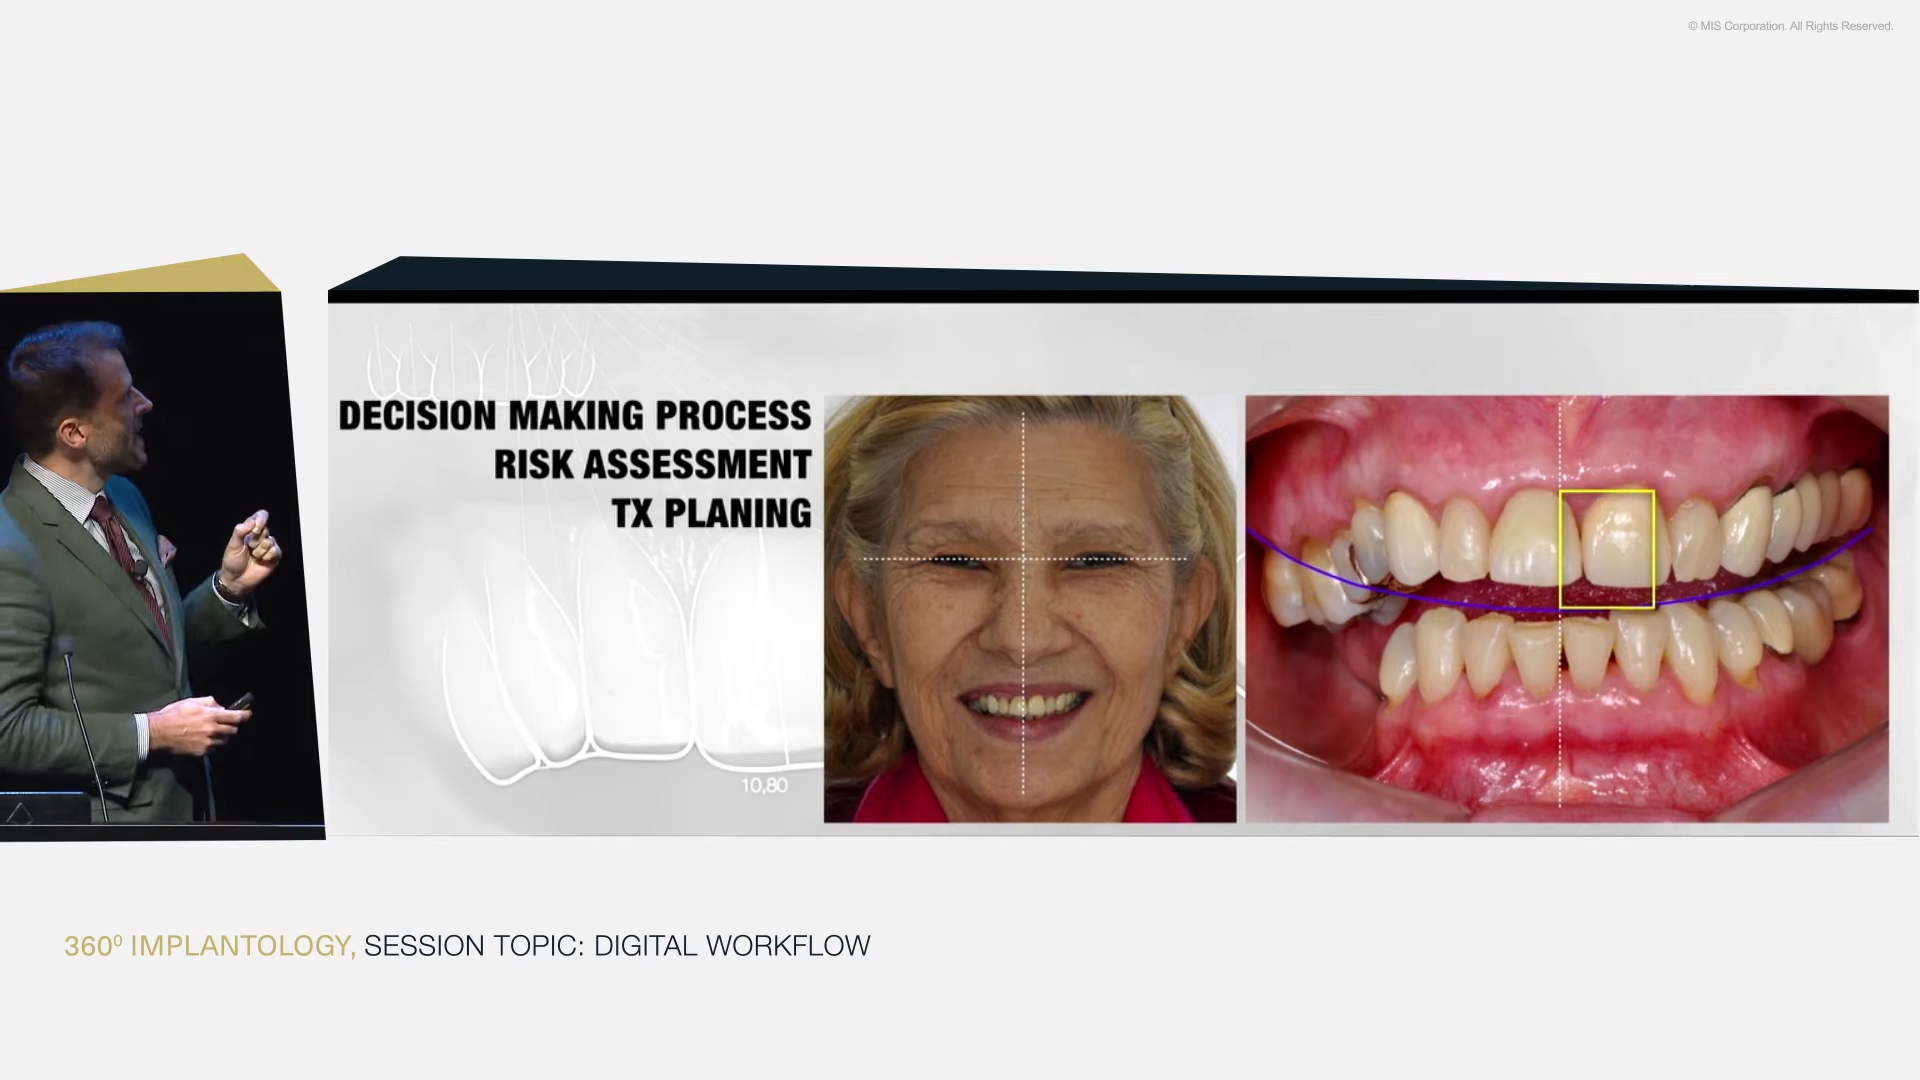 © MIS Corporation. All Rights Reserved.
DECISION MAKING PROCESS
RISK ASSESSMENT
TX PLANING
10,80
360⁰ IMPLANTOLOGY, SESSION TOPIC: DIGITAL WORKFLOW